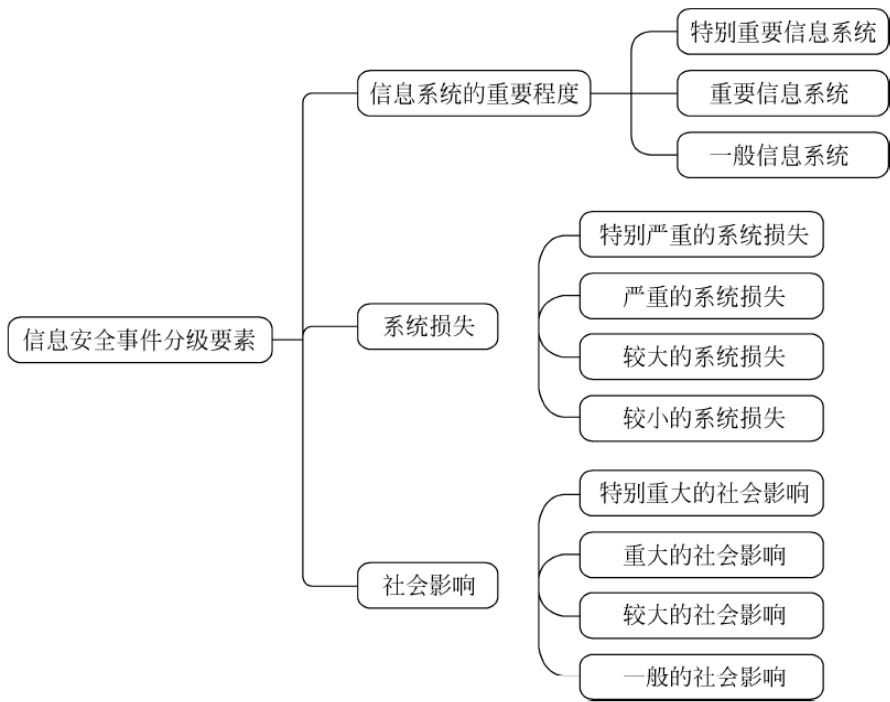 信息安全事件分级要素
信息系统的重要程度
特别重要信息系统
重要信息系统
一般信息系统
系统损失
特别严重的系统损失
严重的系统损失
较大的系统损失
较小的系统损失
社会影响
特别重大的社会影响
重大的社会影响
较大的社会影响
一般的社会影响